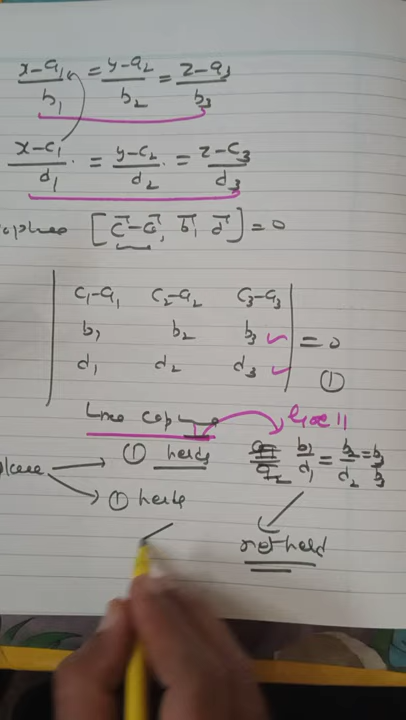 x-a₁/b₁ = y-a₂/b₂ = z-a₃/b₃
x-c₁/d₁ = y-c₂/d₂ = z-c₃/d₃
[c⃗-a⃗, b⃗, d⃗] = 0
| c₁-a₁ c₂-a₂ c₃-a₃ |
| b₁ b₂ b₃ ✓ | = 0
| d₁ d₂ d₃ ✓ | ①
Line cop line ||
① holds b₁/d₁ = b₂/d₂ = b₃/b₃
① holds
not hold